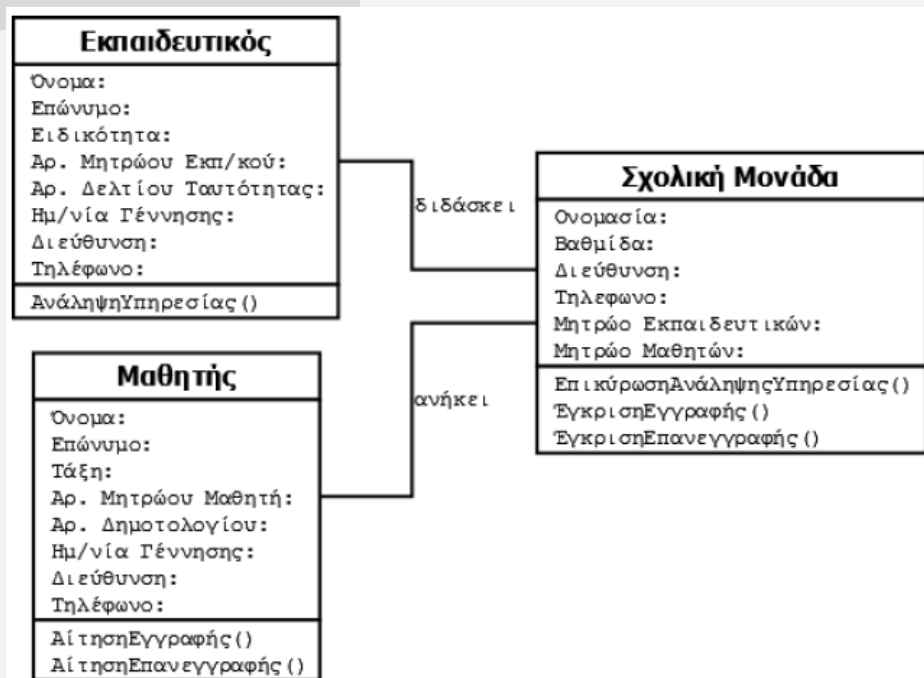 Εκπαιδευτικός
Όνομα:
Επώνυμο:
Ειδικότητα:
Αρ. Μητρώου Εκπ/κού:
Αρ. Δελτίου Ταυτότητας:
Ημ/νία Γέννησης:
Διεύθυνση:
Τηλέφωνο:
ΑνάληψηΥπηρεσίας()
διδάσκει
Σχολική Μονάδα
Ονομασία:
Βαθμίδα:
Διεύθυνση:
Τηλεφωνο:
Μητρώο Εκπαιδευτικών:
Μητρώο Μαθητών:
ΕπικύρωσηΑνάληψηςΥπηρεσίας()
ΈγκρισηΕγγραφής()
ΈγκρισηΕπανεγγραφής()
ανήκει
Μαθητής
Όνομα:
Επώνυμο:
Τάξη:
Αρ. Μητρώου Μαθητή:
Αρ. Δημοτολογίου:
Ημ/νία Γέννησης:
Διεύθυνση:
Τηλέφωνο:
ΑίτησηΕγγραφής()
ΑίτησηΕπανεγγραφής()